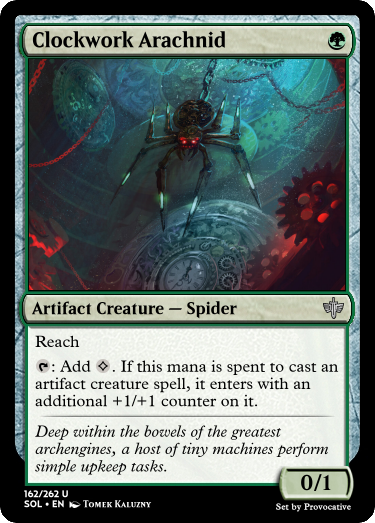 Clockwork Arachnid
Artifact Creature — Spider
Reach
: Add . If this mana is spent to cast an
artifact creature spell, it enters with an
additional +1/+1 counter on it.
Deep within the bowels of the greatest
archengines, a host of tiny machines perform
simple upkeep tasks.
0/1
162/262 U
SOL • EN Tomek Kaluzny
Set by Provocative